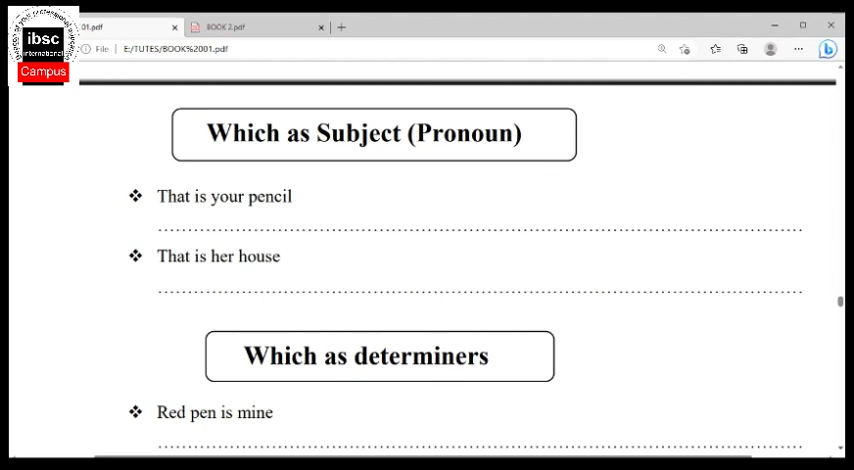 01.pdf
BOOK 2.pdf
File
E:/TUTES/BOOK%2001.pdf
ibsc
international
Campus
Which as Subject (Pronoun)
❖ That is your pencil
❖ That is her house
Which as determiners
❖ Red pen is mine